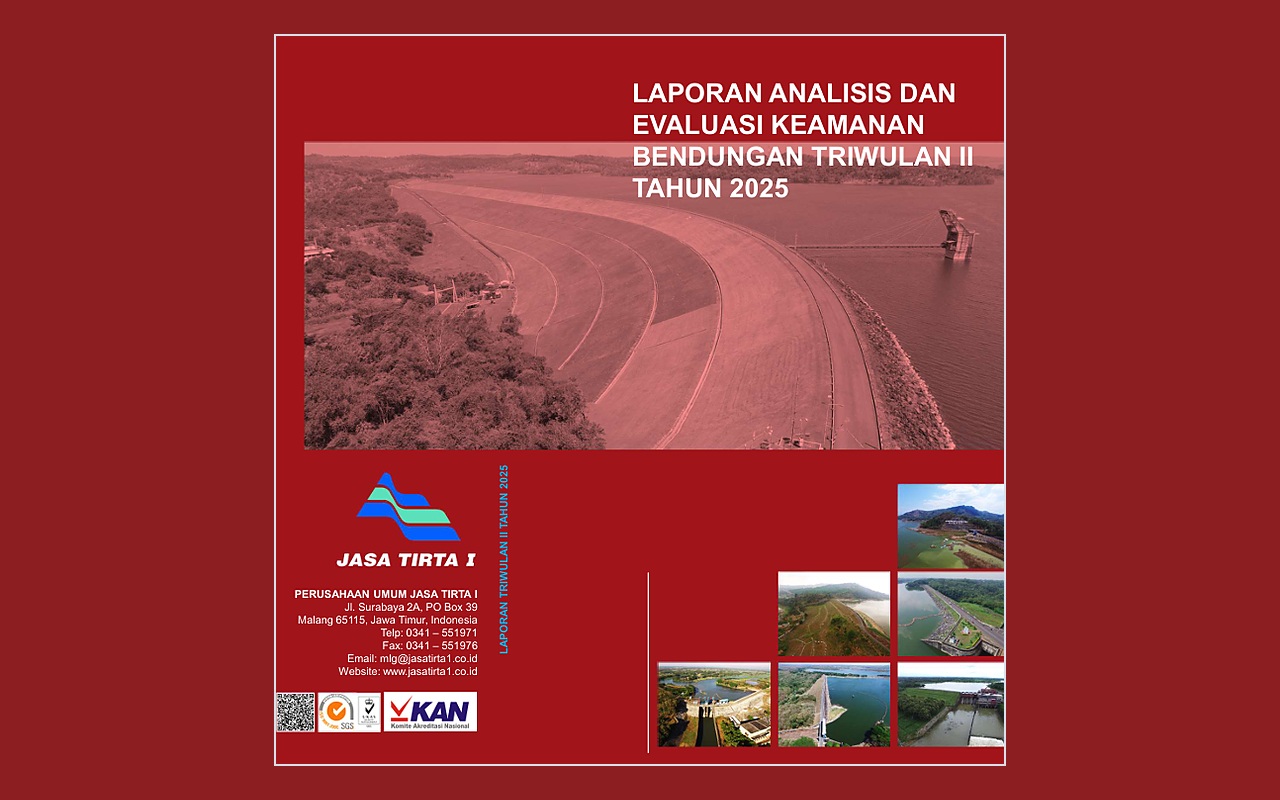 LAPORAN ANALISIS DAN
EVALUASI KEAMANAN
BENDUNGAN TRIWULAN II
TAHUN 2025
JASA TIRTA I
LAPORAN TRIWULAN II TAHUN 2025
PERUSAHAAN UMUM JASA TIRTA I
Jl. Surabaya 2A, PO Box 39
Malang 65115, Jawa Timur, Indonesia
Telp: 0341 – 551971
Fax: 0341 – 551976
Email: mlg@jasatirta1.co.id
Website: www.jasatirta1.co.id
SGS
UKAS
KAN
Komite Akreditasi Nasional